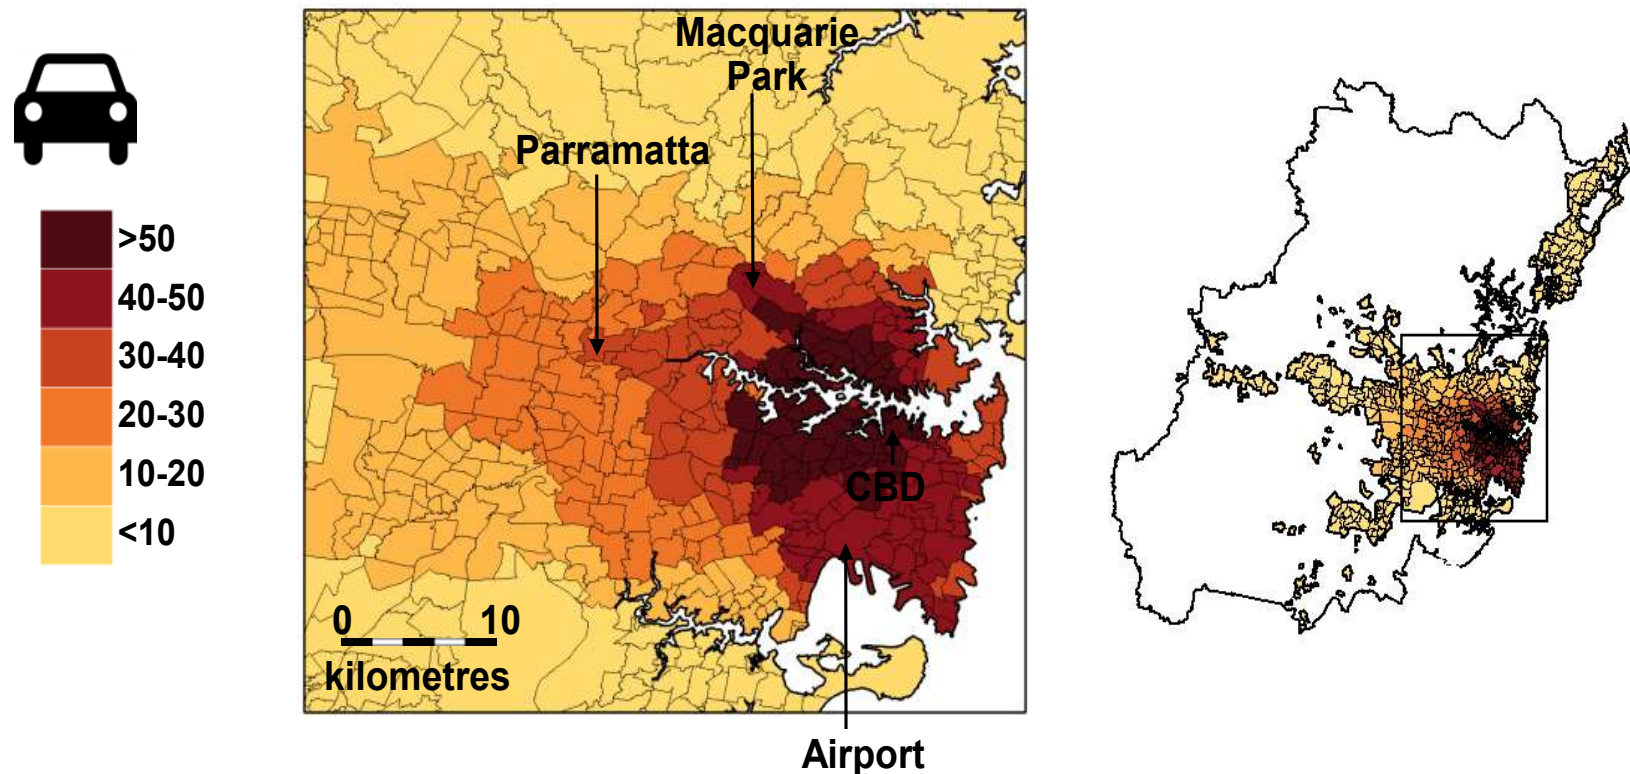 >50
40-50
30-40
20-30
10-20
<10
Macquarie
Park
Parramatta
CBD
0 10
kilometres
Airport